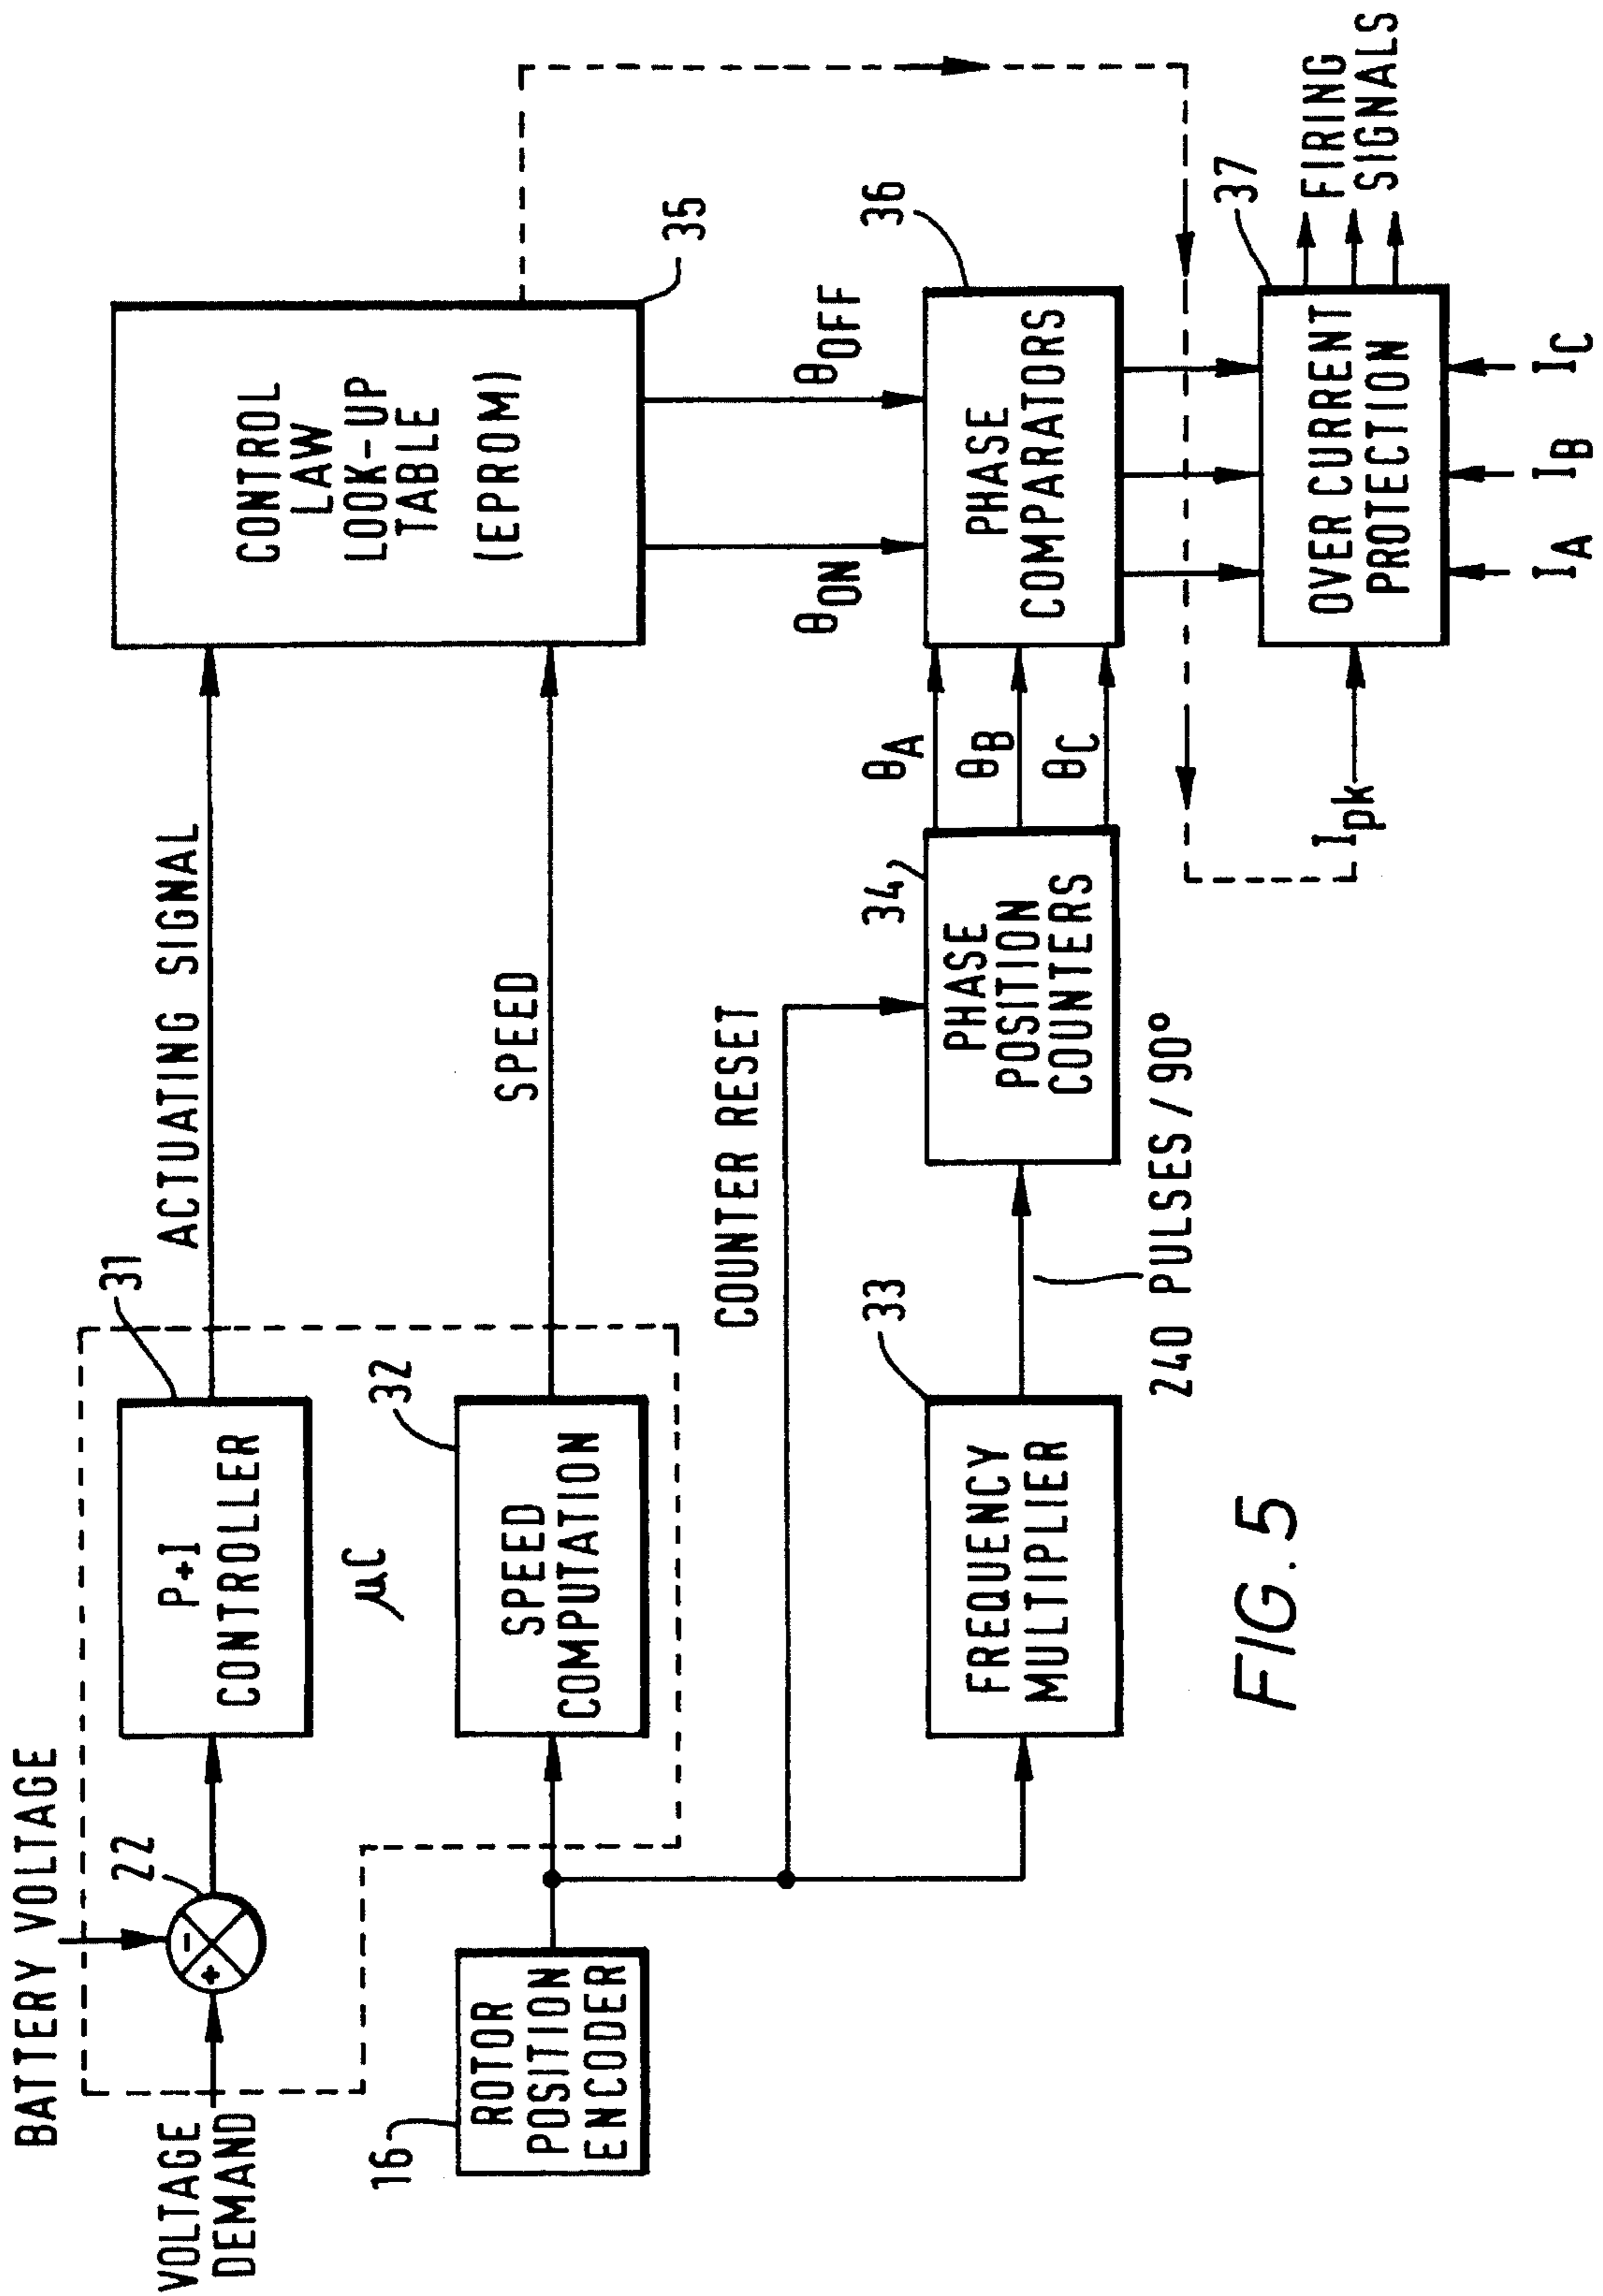 BATTERY VOLTAGE
VOLTAGE
DEMAND
+
-
22
P+I
CONTROLLER
31
ACTUATING SIGNAL
CONTROL
LAW
LOOK-UP
TABLE
(EPROM)
35
μC
16
ROTOR
POSITION
ENCODER
SPEED
COMPUTATION
32
SPEED
COUNTER RESET
θON
θOFF
FREQUENCY
MULTIPLIER
33
240 PULSES/90°
PHASE
POSITION
COUNTERS
34
θA
θB
θC
PHASE
COMPARATORS
36
Ipk
OVER CURRENT
PROTECTION
37
FIRING
SIGNALS
IA
IB
IC
FIG. 5